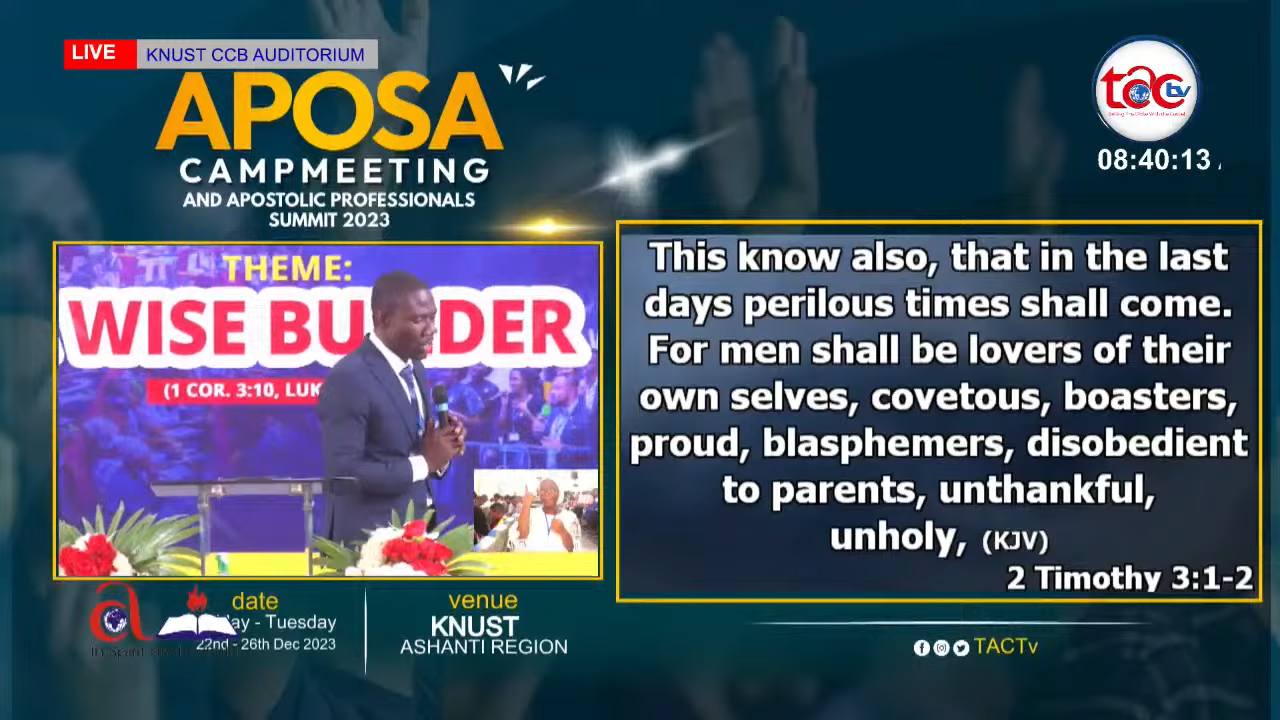 LIVE
KNUST CCB AUDITORIUM
APOSA
CAMPMEETING
AND APOSTOLIC PROFESSIONALS
SUMMIT 2023
tac tv
08:40:13
THEME:
WISE BU DER
(1 COR. 3:10, LUK
This know also, that in the last
days perilous times shall come.
For men shall be lovers of their
own selves, covetous, boasters,
proud, blasphemers, disobedient
to parents, unthankful,
unholy, (KJV)
2 Timothy 3:1-2
date
ay - Tuesday
22nd - 26th Dec 2023
venue
KNUST
ASHANTI REGION
TACTv